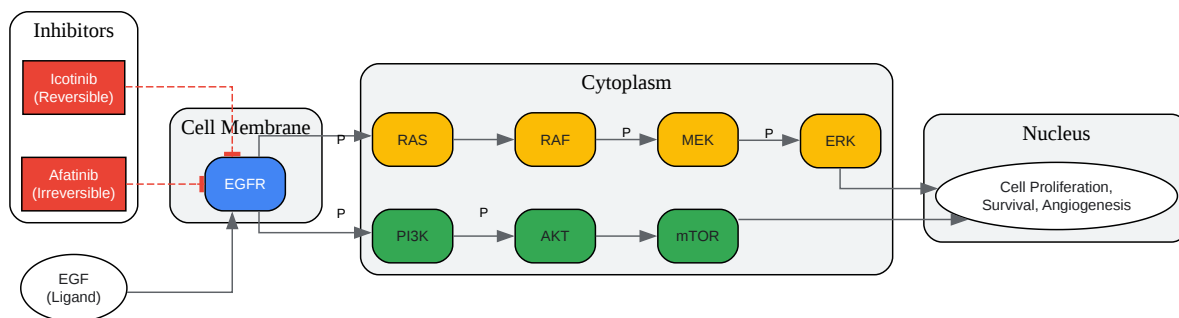 Inhibitors
Icotinib
(Reversible)
Afatinib
(Irreversible)
Cell Membrane
EGFR
EGF
(Ligand)
Cytoplasm
P
RAS
RAF
P
MEK
P
ERK
P
PI3K
P
AKT
mTOR
Nucleus
Cell Proliferation,
Survival, Angiogenesis